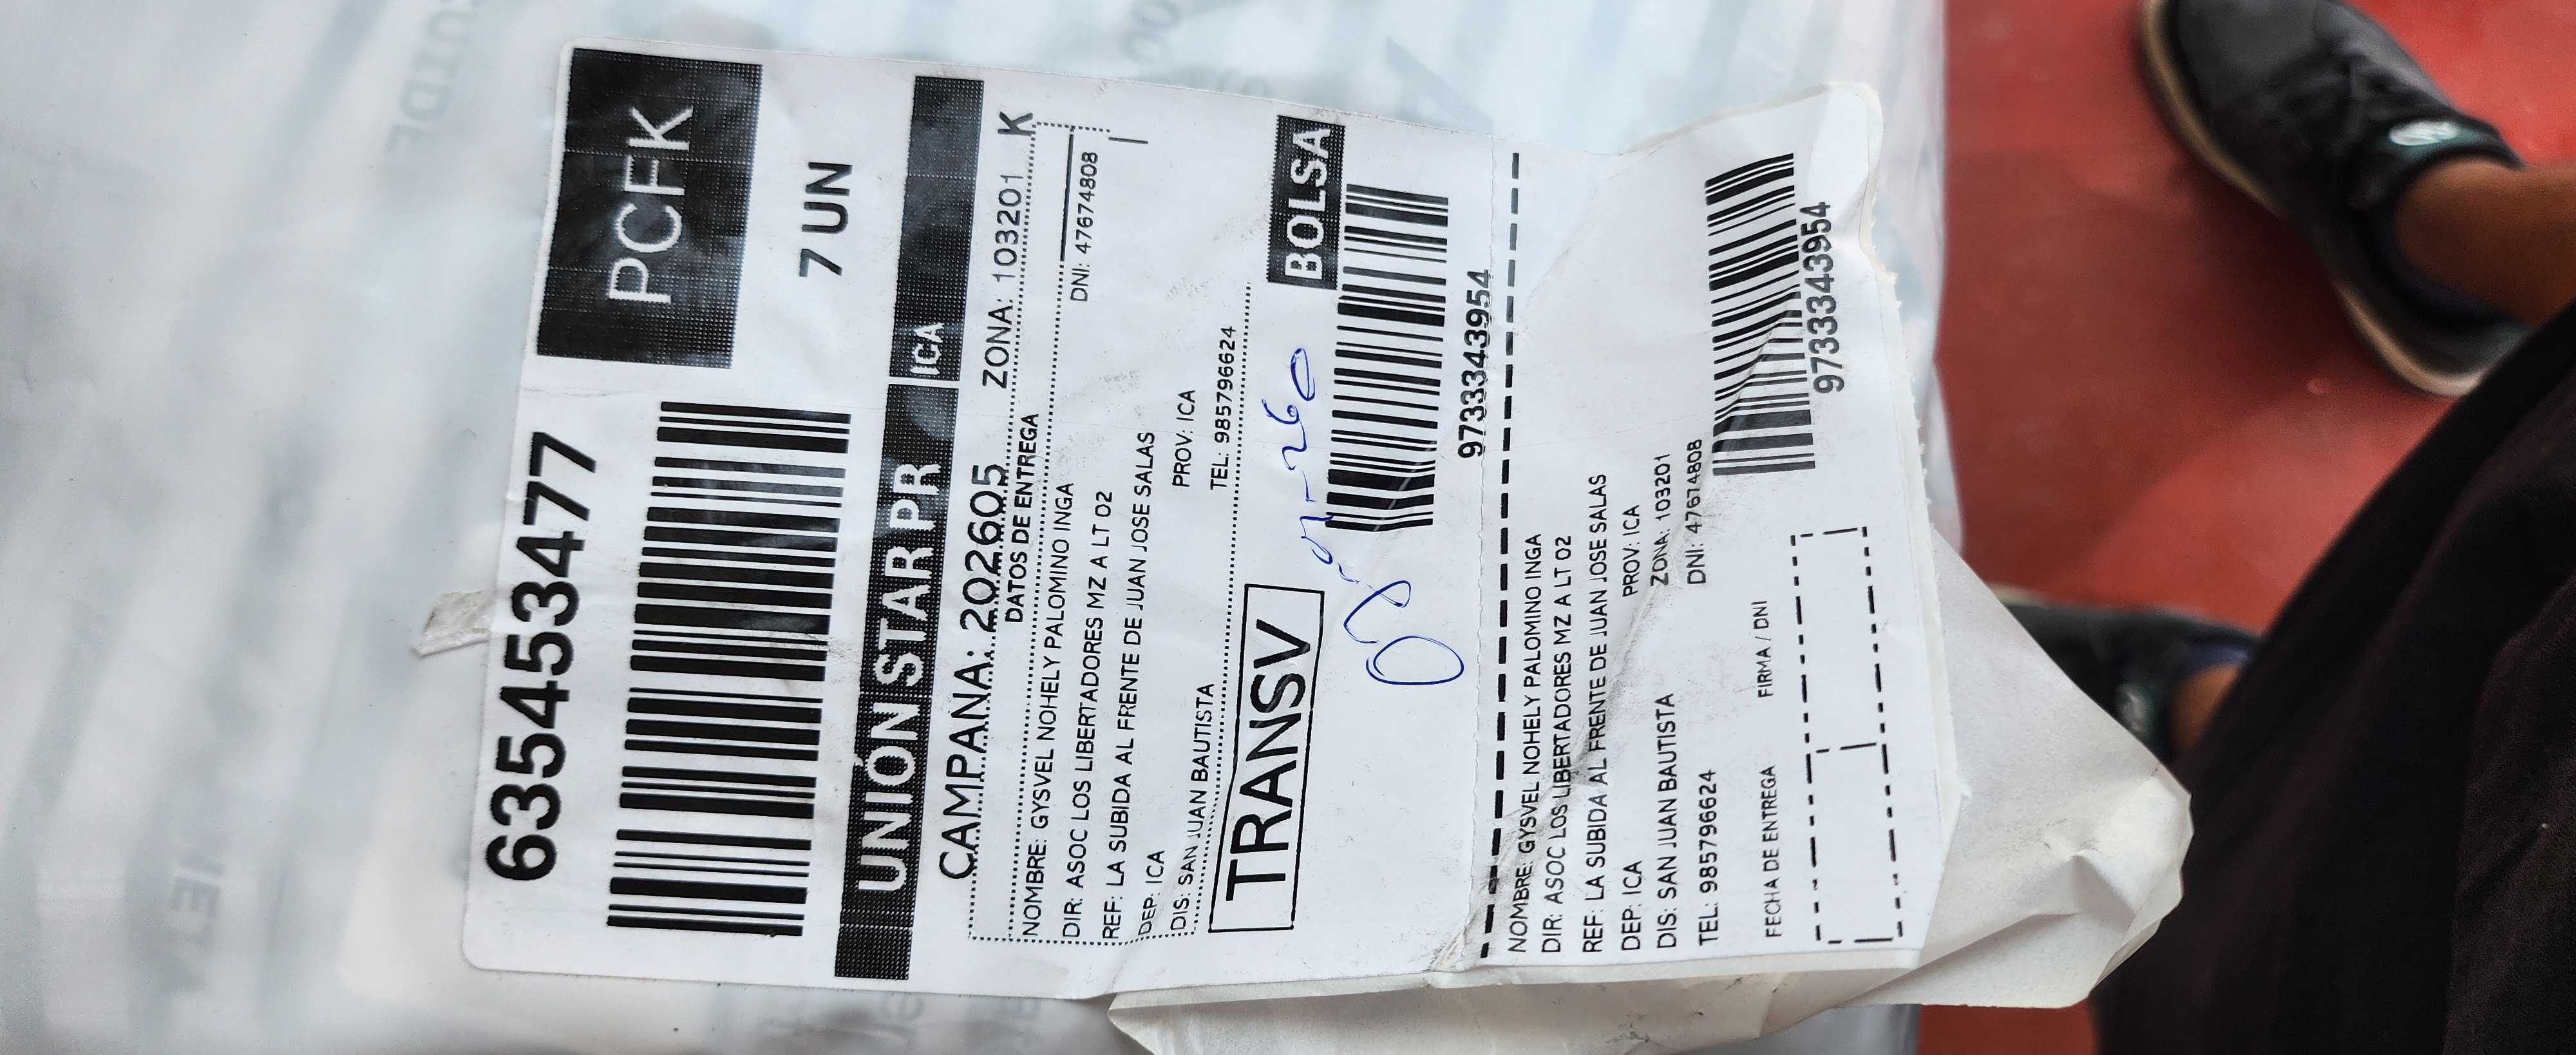 6354453477
PCFK
7 UN
UNIÓN STAR PR ICA
CAMPANA: 202605 ZONA: 103201 K
DATOS DE ENTREGA
NOMBRE: GYSVEL NOHELY PALOMINO INGA
DNI: 47674808
DIR: ASOC LOS LIBERTADORES MZ A LT 02
REF: LA SUBIDA AL FRENTE DE JUAN JOSE SALAS
DEP: ICA PROV: ICA
DIS: SAN JUAN BAUTISTA TEL: 985796624
TRANSV
BOLSA
97333443954
NOMBRE: GYSVEL NOHELY PALOMINO INGA
DIR: ASOC LOS LIBERTADORES MZ A LT 02
REF: LA SUBIDA AL FRENTE DE JUAN JOSE SALAS
DEP: ICA PROV: ICA
DIS: SAN JUAN BAUTISTA ZONA: 103201
TEL: 985796624 DNI: 47674808
97333443954
FECHA DE ENTREGA FIRMA / DNI